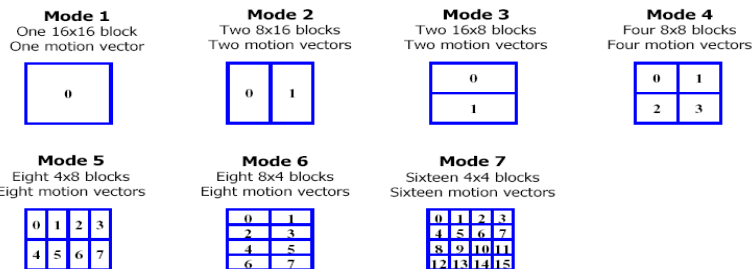 Mode 1
One 16x16 block
One motion vector
0
Mode 2
Two 8x16 blocks
Two motion vectors
0 1
Mode 3
Two 16x8 blocks
Two motion vectors
0
1
Mode 4
Four 8x8 blocks
Four motion vectors
0 1
2 3
Mode 5
Eight 4x8 blocks
Eight motion vectors
0 1 2 3
4 5 6 7
Mode 6
Eight 8x4 blocks
Eight motion vectors
0 1
2 3
4 5
6 7
Mode 7
Sixteen 4x4 blocks
Sixteen motion vectors
0 1 2 3
4 5 6 7
8 9 10 11
12 13 14 15